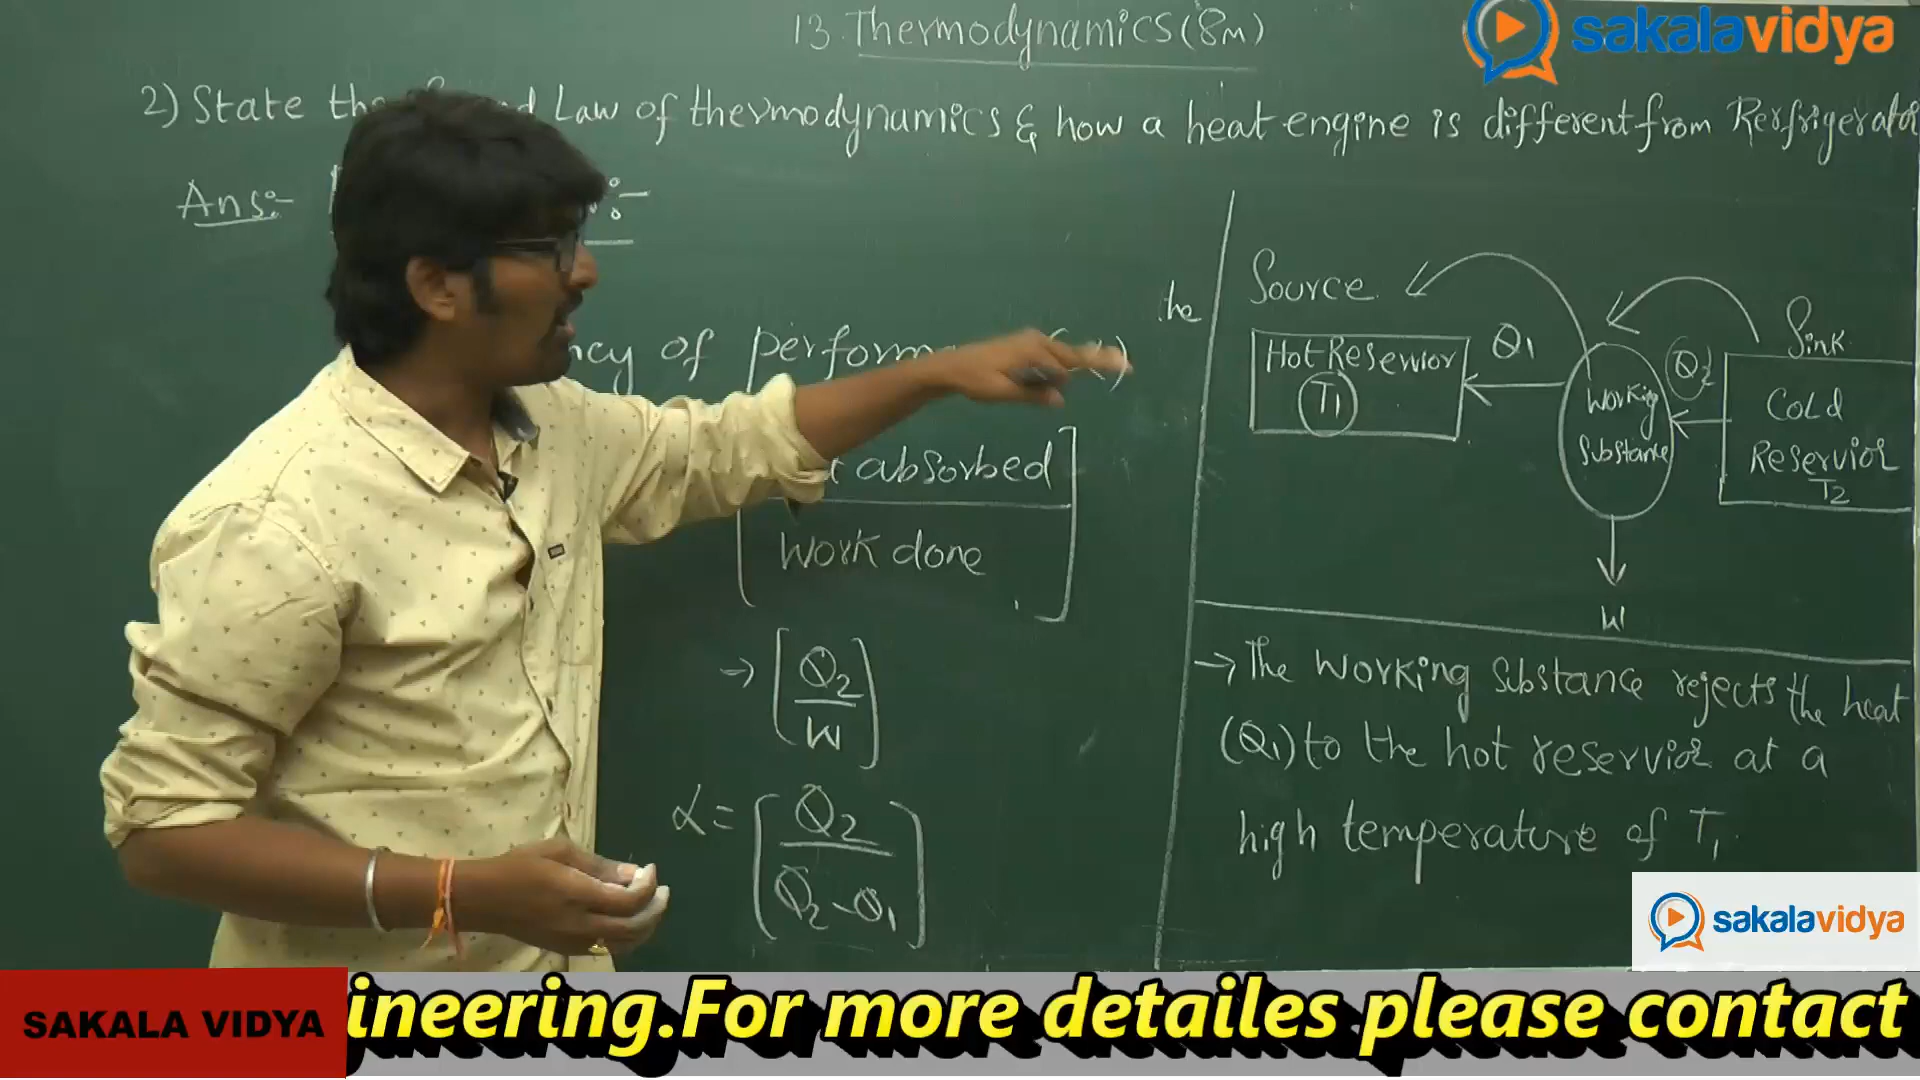 13. Thermodynamics (8M)
sakalavidya
2) State the Law of thermodynamics & how a heat engine is different from Rerfrigerator
Ans:-
the
Source
Sink
of performa
Hot Reservior
T1
Q1
Working
Substance
Q2
Cold
Reservior
T2
absorbed
Work done
W
→ Q2
W
α = Q2
Q2 - Q1
→ The working substance rejects the heat
(Q1) to the hot reservior at a
high temperature of T1.
sakalavidya
SAKALA VIDYA
ineering.For more detailes please contact